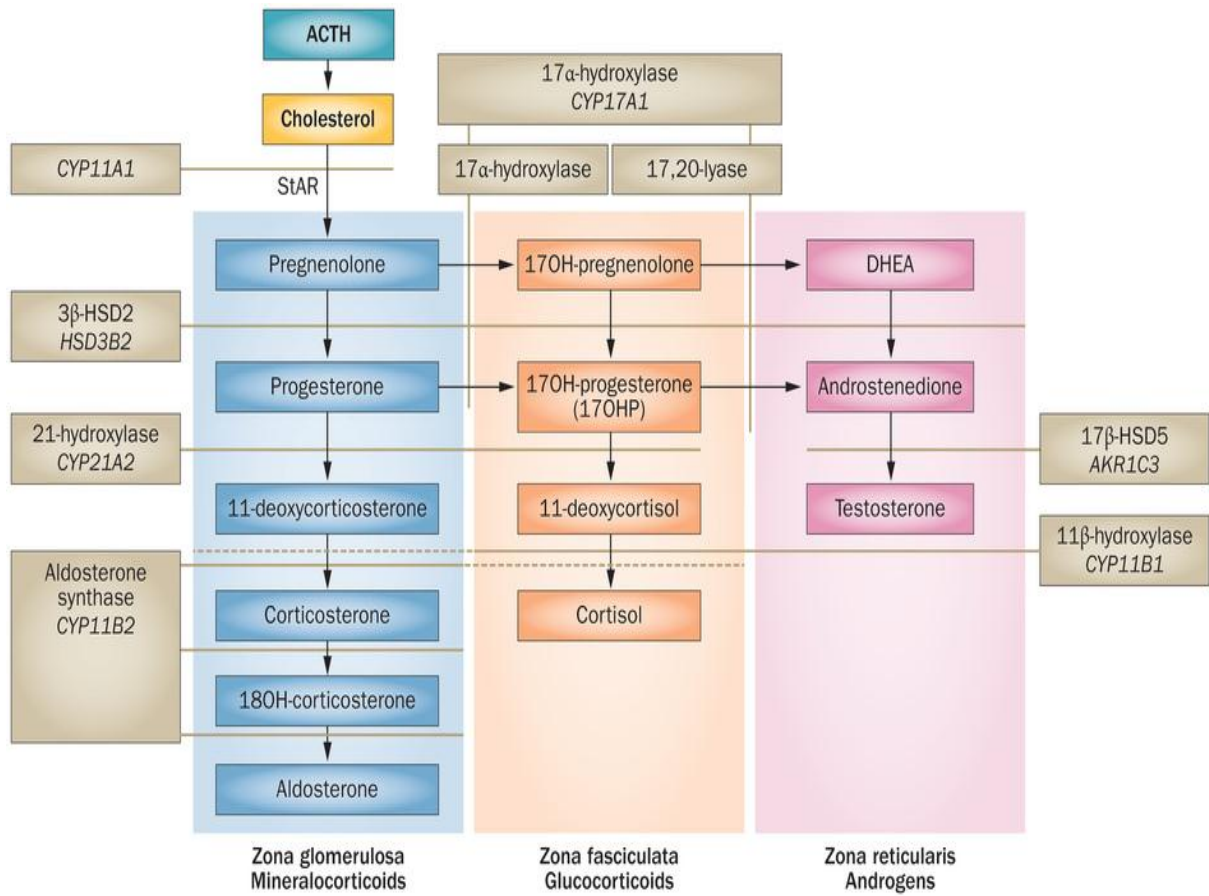 ACTH
Cholesterol
17α-hydroxylase
CYP17A1
CYP11A1
StAR
17α-hydroxylase
17,20-lyase
Pregnenolone
17OH-pregnenolone
DHEA
3β-HSD2
HSD3B2
Progesterone
17OH-progesterone
(17OHP)
Androstenedione
21-hydroxylase
CYP21A2
17β-HSD5
AKR1C3
11-deoxycorticosterone
11-deoxycortisol
Testosterone
11β-hydroxylase
CYP11B1
Aldosterone
synthase
CYP11B2
Corticosterone
Cortisol
18OH-corticosterone
Aldosterone
Zona glomerulosa
Mineralocorticoids
Zona fasciculata
Glucocorticoids
Zona reticularis
Androgens